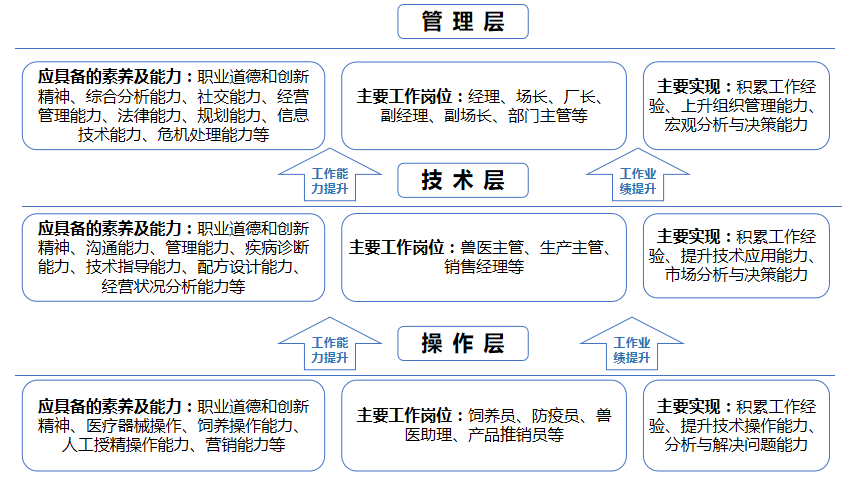 管 理 层
应具备的素养及能力：职业道德和创新
精神、综合分析能力、社交能力、经营
管理能力、法律能力、规划能力、信息
技术能力、危机处理能力等
主要工作岗位：经理、场长、厂长、
副经理、副场长、部门主管等
主要实现：积累工作经
验、上升组织管理能力、
宏观分析与决策能力
工作能
力提升
技 术 层
工作业
绩提升
应具备的素养及能力：职业道德和创新
精神、沟通能力、管理能力、疾病诊断
能力、技术指导能力、配方设计能力、
经营状况分析能力等
主要工作岗位：兽医主管、生产主管、
销售经理等
主要实现：积累工作经
验、提升技术应用能力、
市场分析与决策能力
工作能
力提升
操 作 层
工作业
绩提升
应具备的素养及能力：职业道德和创新
精神、医疗器械操作、饲养操作能力、
人工授精操作能力、营销能力等
主要工作岗位：饲养员、防疫员、兽
医助理、产品推销员等
主要实现：积累工作经
验、提升技术操作能力、
分析与解决问题能力